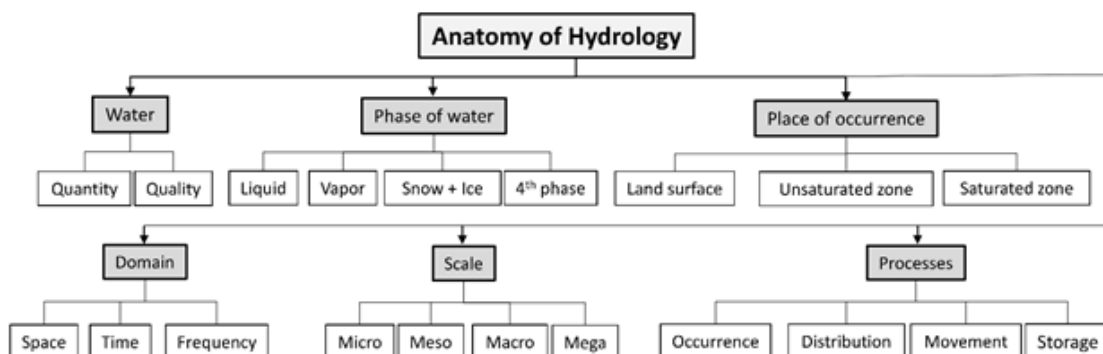 Anatomy of Hydrology
Water
Phase of water
Place of occurrence
Quantity
Quality
Liquid
Vapor
Snow + Ice
4th phase
Land surface
Unsaturated zone
Saturated zone
Domain
Scale
Processes
Space
Time
Frequency
Micro
Meso
Macro
Mega
Occurrence
Distribution
Movement
Storage